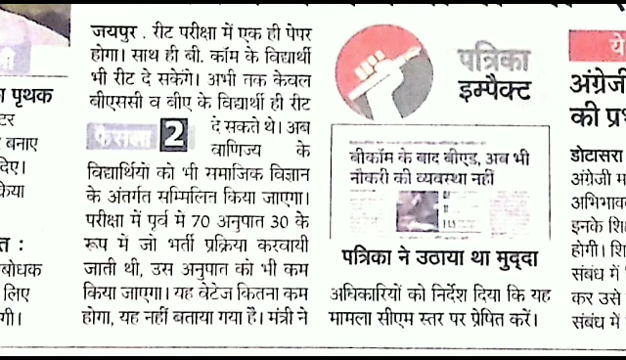 पृथक
टर
बनाए
दिए।
किया
त :
बोधक
लिए
गी।
जयपुर . रीट परीक्षा में एक ही पेपर
होगा। साथ ही बी. कॉम के विद्यार्थी
भी रीट दे सकेंगे। अभी तक केवल
बीएससी व बीए के विद्यार्थी ही रीट
फैसला 2
दे सकते थे। अब
वाणिज्य के
विद्यार्थियो को भी समाजिक विज्ञान
के अंतर्गत सम्मिलित किया जाएगा।
परीक्षा में पूर्व मे 70 अनुपात 30 के
रूप में जो भर्ती प्रक्रिया करवायी
जाती थी, उस अनुपात को भी कम
किया जाएगा। यह वेटेज कितना कम
होगा, यह नहीं बताया गया है। मंत्री ने
पत्रिका
इम्पैक्ट
बीकॉम के बाद बीएड, अब भी
नौकरी की व्यवस्था नहीं
पत्रिका ने उठाया था मुद्दा
अधिकारियों को निर्देश दिया कि यह
मामला सीएम स्तर पर प्रेषित करें।
ये
अंग्रेजी
की प्र
डोटासरा
अंग्रेजी म
अभिभाव
इनके शि
होगी। शि
संबंध में
कर उसे
संबंध में